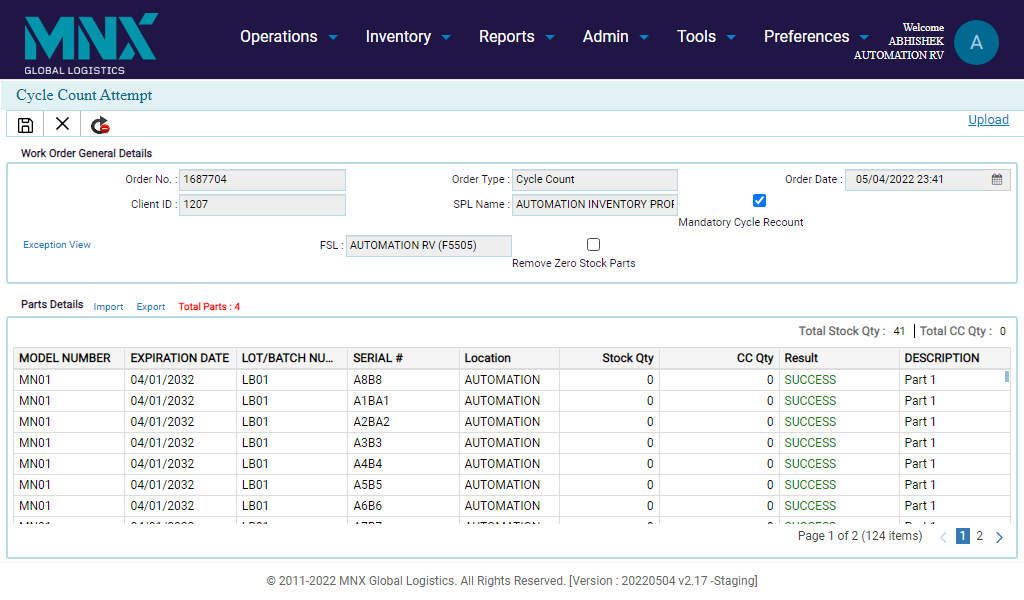 MNX
GLOBAL LOGISTICS
Operations Inventory Reports Admin Tools Preferences
Welcome
ABHISHEK
AUTOMATION RV
A
Cycle Count Attempt
Upload
Work Order General Details
Order No. : 1687704 Order Type : Cycle Count Order Date : 05/04/2022 23:41
Client ID : 1207 SPL Name : AUTOMATION INVENTORY
Mandatory Cycle Recount
Exception View FSL : AUTOMATION RV (F5505)
Remove Zero Stock Parts
Parts Details Import Export Total Parts : 4
Total Stock Qty : 41 Total CC Qty : 0
MODEL NUMBER EXPIRATION DATE LOT/BATCH NU... SERIAL # Location Stock Qty CC Qty Result DESCRIPTION
MN01 04/01/2032 LB01 A8B8 AUTOMATION 0 0 SUCCESS Part 1
MN01 04/01/2032 LB01 A1BA1 AUTOMATION 0 0 SUCCESS Part 1
MN01 04/01/2032 LB01 A2BA2 AUTOMATION 0 0 SUCCESS Part 1
MN01 04/01/2032 LB01 A3B3 AUTOMATION 0 0 SUCCESS Part 1
MN01 04/01/2032 LB01 A4B4 AUTOMATION 0 0 SUCCESS Part 1
MN01 04/01/2032 LB01 A5B5 AUTOMATION 0 0 SUCCESS Part 1
MN01 04/01/2032 LB01 A6B6 AUTOMATION 0 0 SUCCESS Part 1
Page 1 of 2 (124 items) 1 2
© 2011-2022 MNX Global Logistics. All Rights Reserved. [Version : 20220504 v2.17 -Staging]